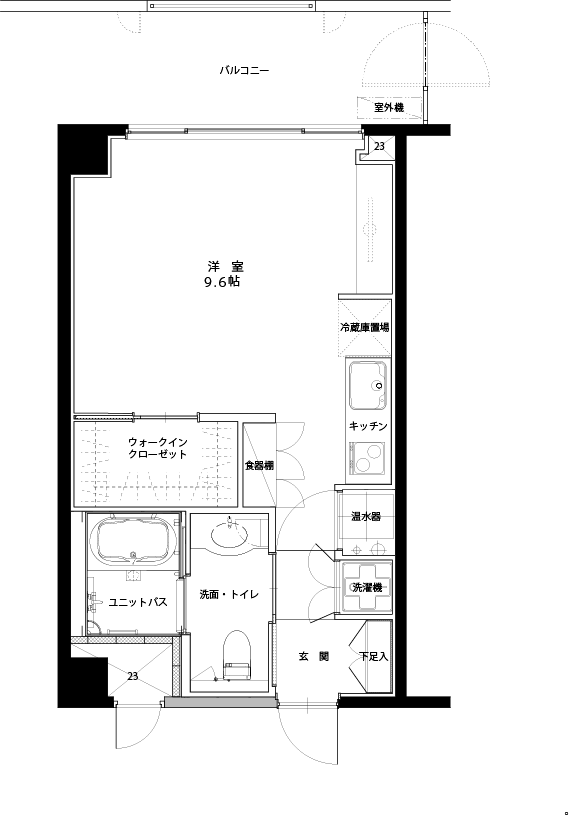 バルコニー
室外機
23
洋 室
9.6帖
冷蔵庫置場
キッチン
ウォークイン
クローゼット
食器棚
温水器
洗濯機
洗面・トイレ
ユニットバス
玄 関
下足入
23